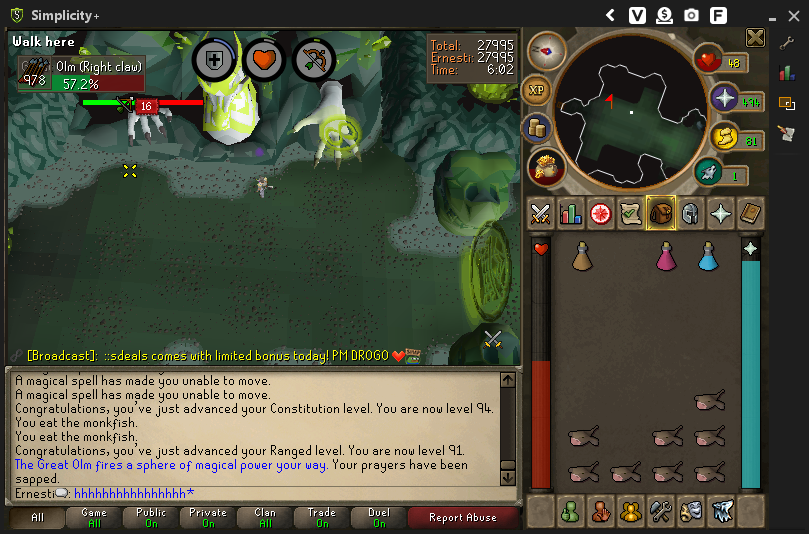 Simplicity+
Walk here
Olm (Right claw)
978
57.2%
16
Total: 27995
Ernesti: 27995
Time: 6:02
48
XP
494
61
1
[Broadcast]: ::sdeals comes with limited bonus today! PM DROGO
A magical spell has made you unable to move.
A magical spell has made you unable to move.
Congratulations, you've just advanced your Constitution level. You are now level 94.
You eat the monkfish.
You eat the monkfish.
Congratulations, you've just advanced your Ranged level. You are now level 91.
The Great Olm fires a sphere of magical power your way. Your prayers have been
sapped.
Ernesti: hhhhhhhhhhhhhhhh*
All
Game All
Public On
Private On
Clan All
Trade On
Duel On
Report Abuse